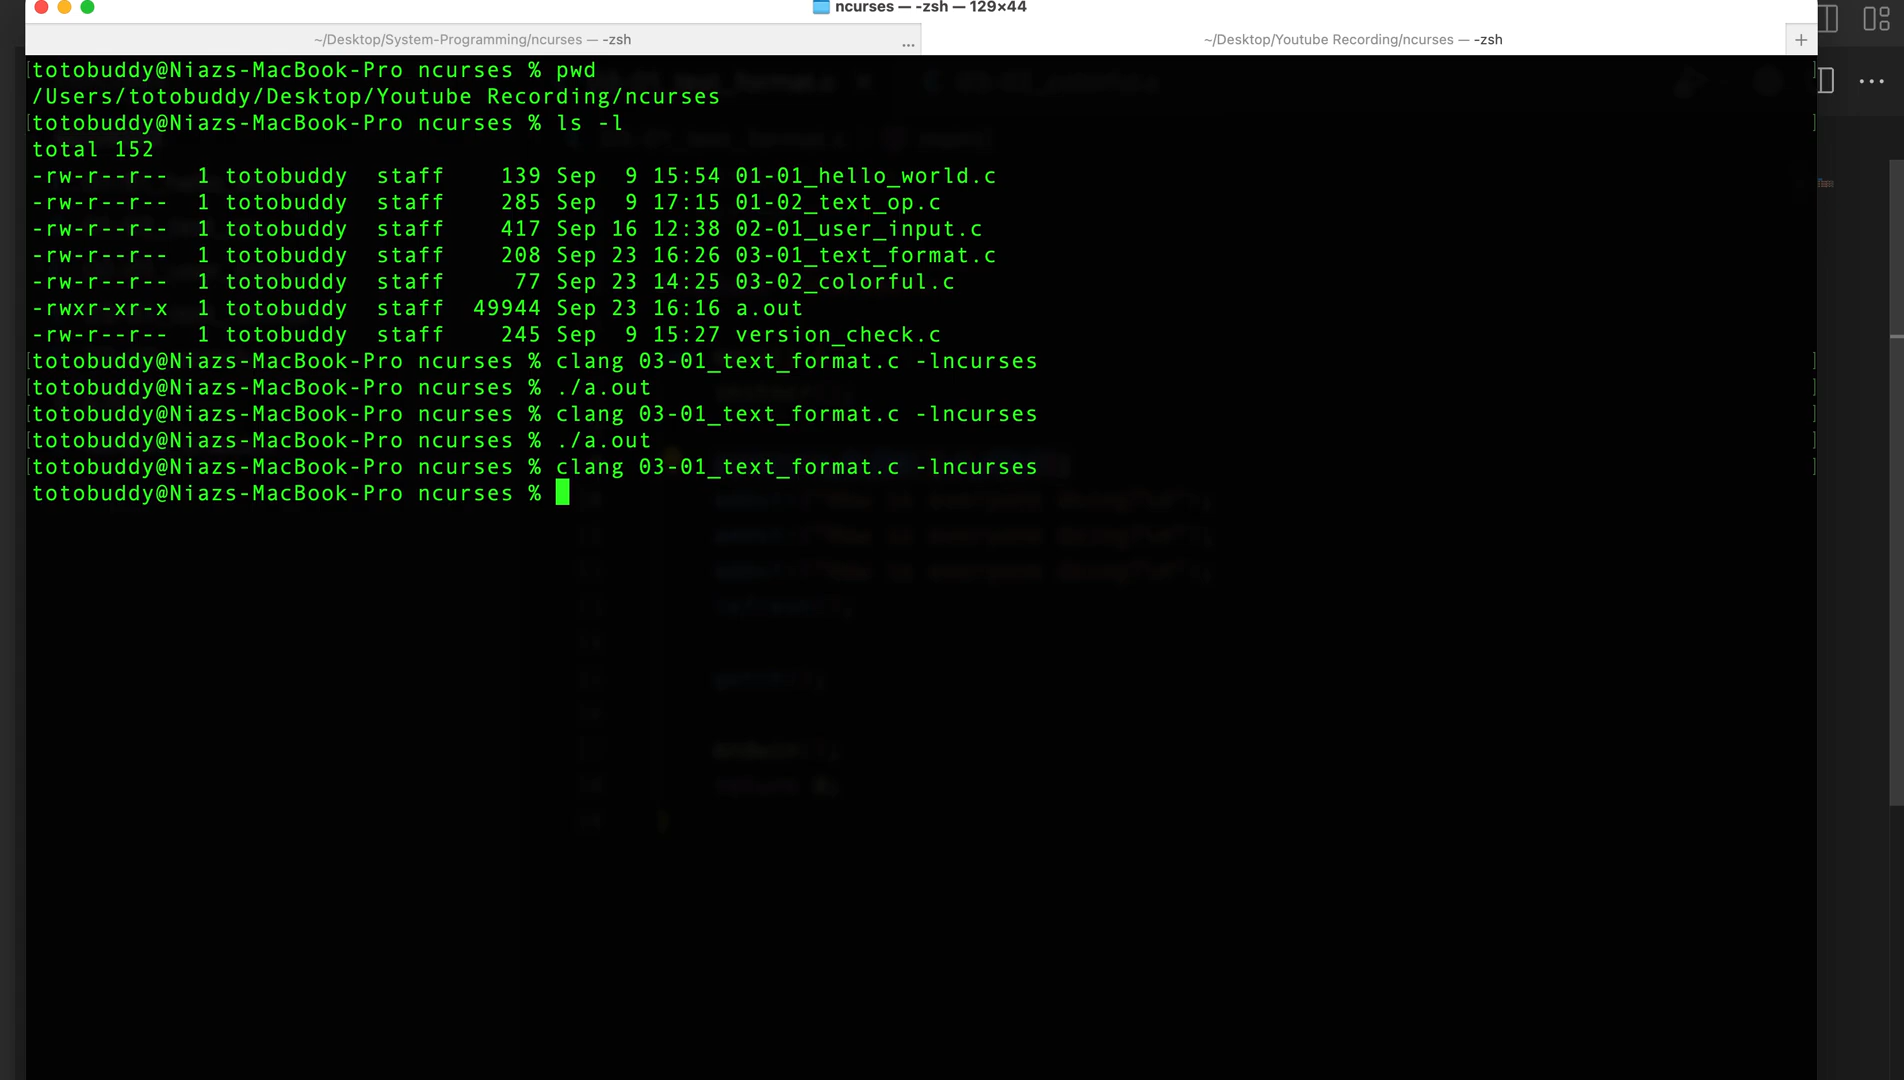 ncurses — -zsh — 129×44
~/Desktop/System-Programming/ncurses — -zsh ... ~/Desktop/Youtube Recording/ncurses — -zsh +
totobuddy@Niazs-MacBook-Pro ncurses % pwd
/Users/totobuddy/Desktop/Youtube Recording/ncurses
totobuddy@Niazs-MacBook-Pro ncurses % ls -l
total 152
-rw-r--r-- 1 totobuddy staff 139 Sep 9 15:54 01-01_hello_world.c
-rw-r--r-- 1 totobuddy staff 285 Sep 9 17:15 01-02_text_op.c
-rw-r--r-- 1 totobuddy staff 417 Sep 16 12:38 02-01_user_input.c
-rw-r--r-- 1 totobuddy staff 208 Sep 23 16:26 03-01_text_format.c
-rw-r--r-- 1 totobuddy staff 77 Sep 23 14:25 03-02_colorful.c
-rwxr-xr-x 1 totobuddy staff 49944 Sep 23 16:16 a.out
-rw-r--r-- 1 totobuddy staff 245 Sep 9 15:27 version_check.c
totobuddy@Niazs-MacBook-Pro ncurses % clang 03-01_text_format.c -lncurses
totobuddy@Niazs-MacBook-Pro ncurses % ./a.out
totobuddy@Niazs-MacBook-Pro ncurses % clang 03-01_text_format.c -lncurses
totobuddy@Niazs-MacBook-Pro ncurses % ./a.out
totobuddy@Niazs-MacBook-Pro ncurses % clang 03-01_text_format.c -lncurses
totobuddy@Niazs-MacBook-Pro ncurses %